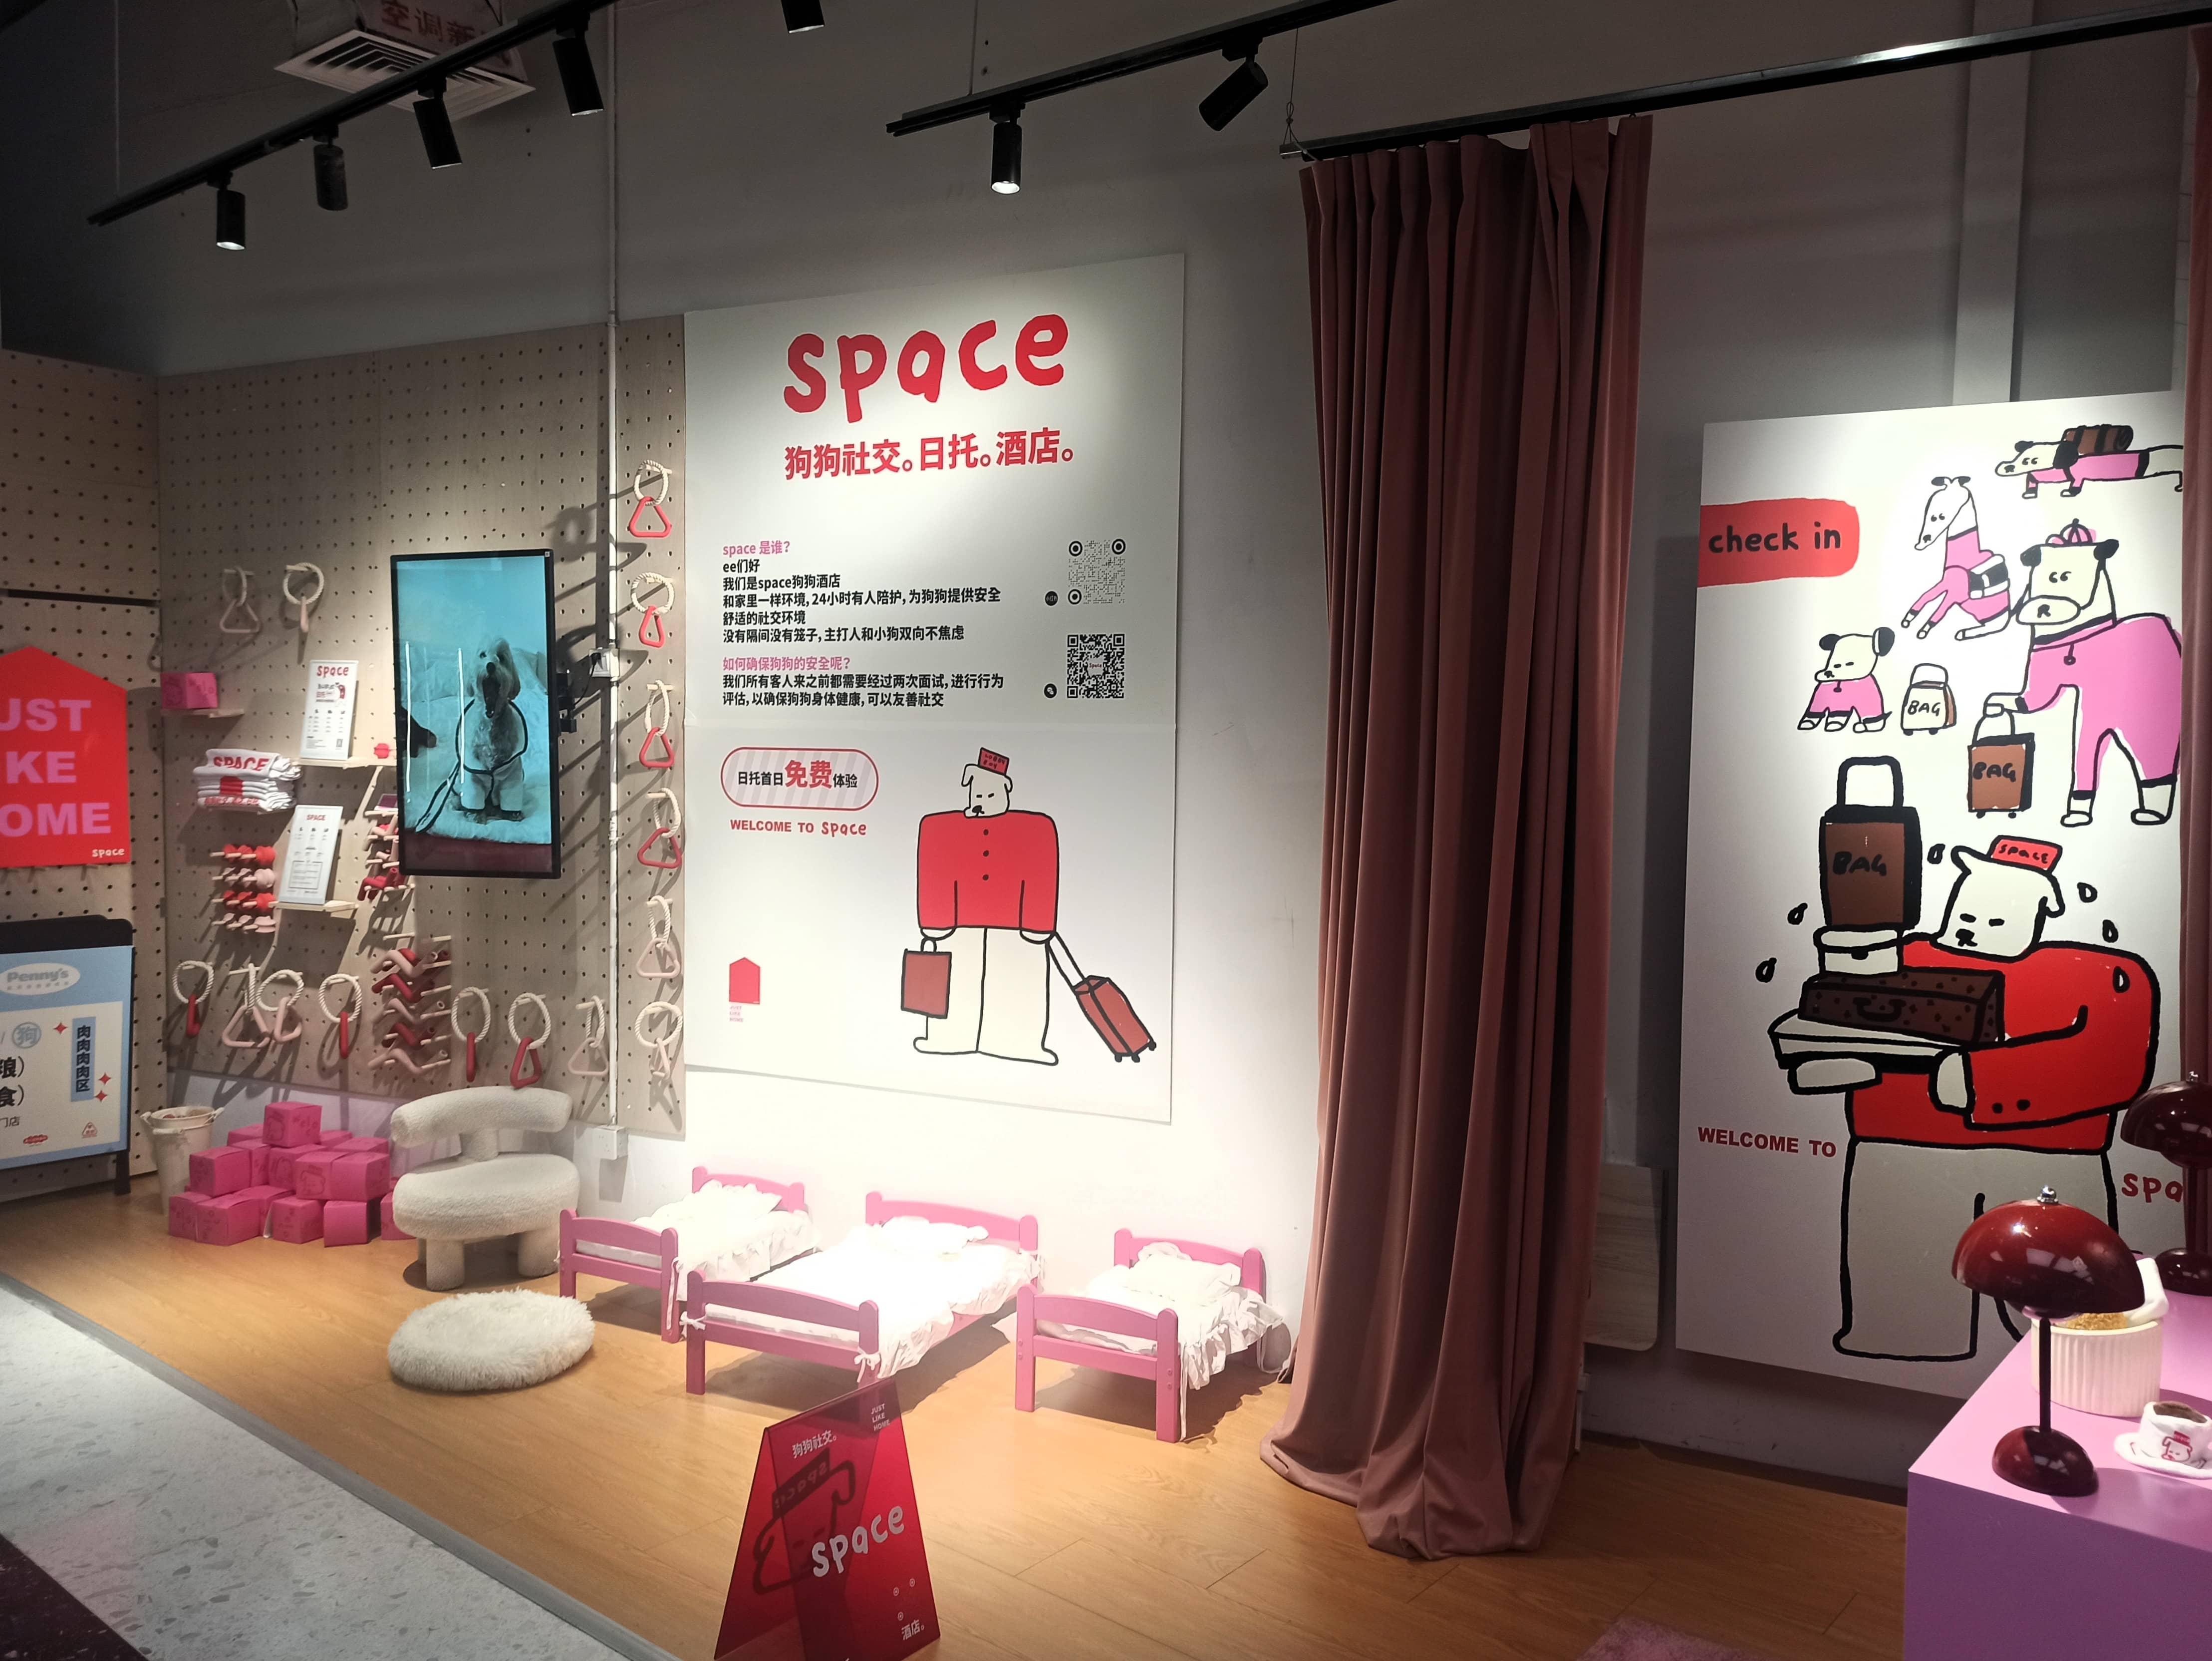 空调新
space
狗狗社交。日托。酒店。
space 是谁？
ee们好
我们是space狗狗酒店
和家里一样环境，24小时有人陪护，为狗狗提供安全
舒适的社交环境
没有隔间没有笼子，主打人和小狗双向不焦虑
如何确保狗狗的安全呢？
我们所有客人来之前都需要经过两次面试，进行行为
评估，以确保狗狗身体健康，可以友善社交
日托首日免费体验
WELCOME TO space
JUST
LIKE
HOME
check in
BAG
BAG
BAG
SPACE
WELCOME TO
spa
UST
KE
OME
space
space
SPACE
SPACE
Penny's
狗
肉肉肉肉区
粮）
食）
门店
JUST
LIKE
HOME
狗狗社交。
space
酒店。